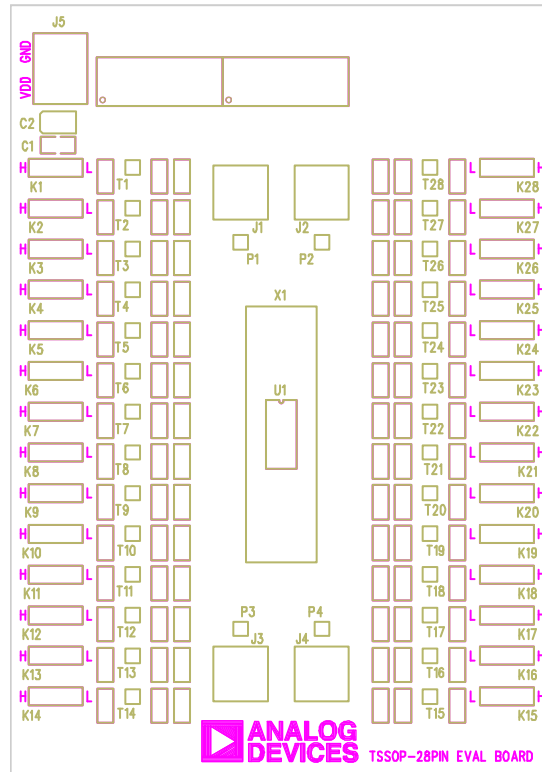 J5
VDD GND
C2
C1
H L T1 J1 J2 T28 L H
K1 K28
H L T2 T27 L H
K2 P1 P2 K27
H L T3 T26 L H
K3 K26
H L T4 X1 T25 L H
K4 K25
H L T5 T24 L H
K5 K24
H L T6 T23 L H
K6 U1 K23
H L T7 T22 L H
K7 K22
H L T8 T21 L H
K8 K21
H L T9 T20 L H
K9 K20
H L T10 T19 L H
K10 K19
H L T11 T18 L H
K11 K18
H L T12 P3 P4 T17 L H
K12 J3 J4 K17
H L T13 T16 L H
K13 K16
H L T14 T15 L H
K14 K15
ANALOG
DEVICES
TSSOP-28PIN EVAL BOARD